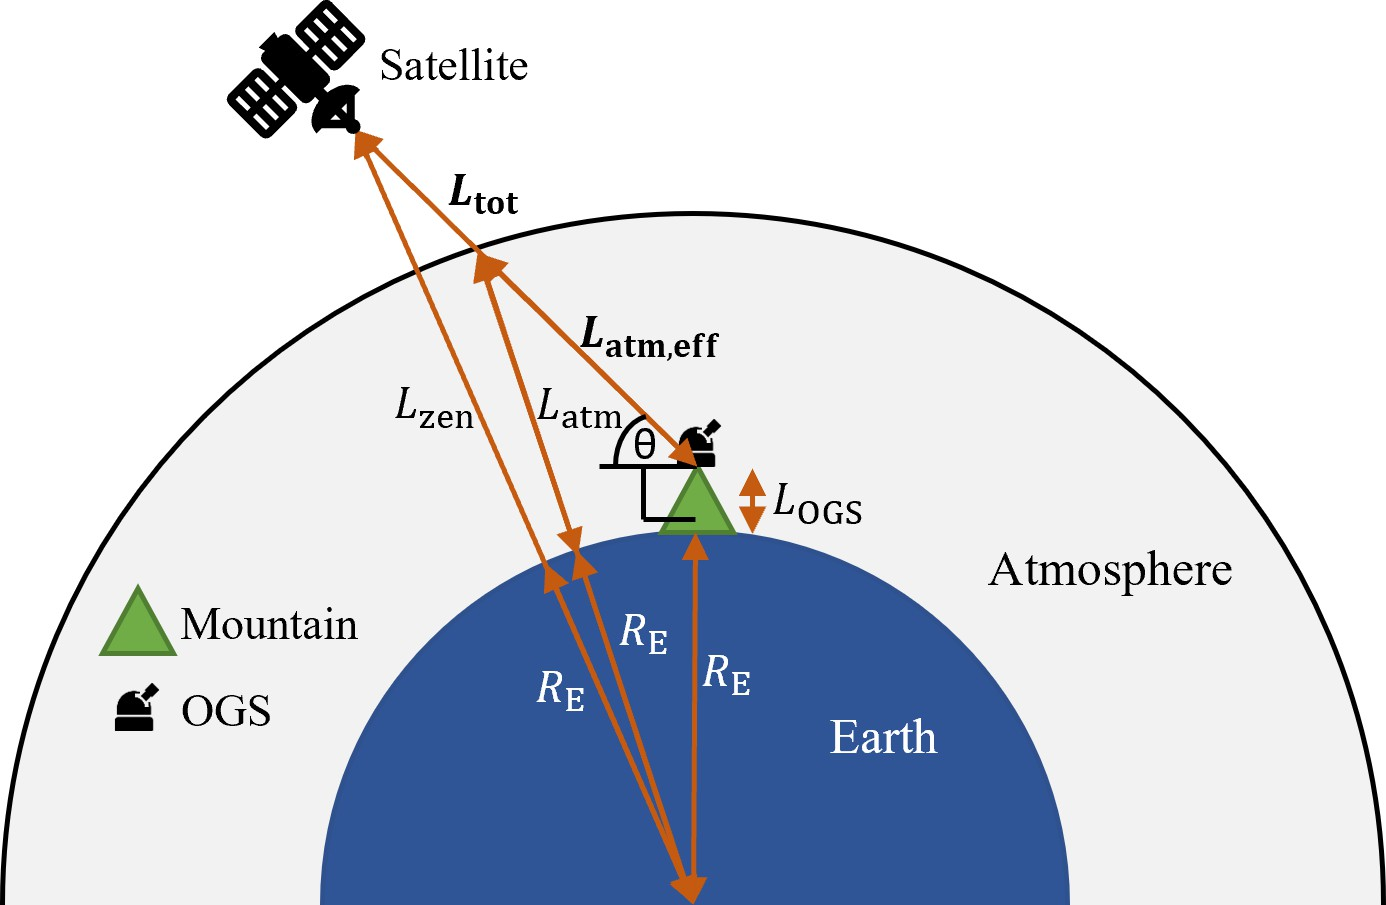 Satellite
Ltot
Latm,eff
Lzen
Latm
θ
LOGS
Atmosphere
Mountain
RE
RE
RE
OGS
Earth